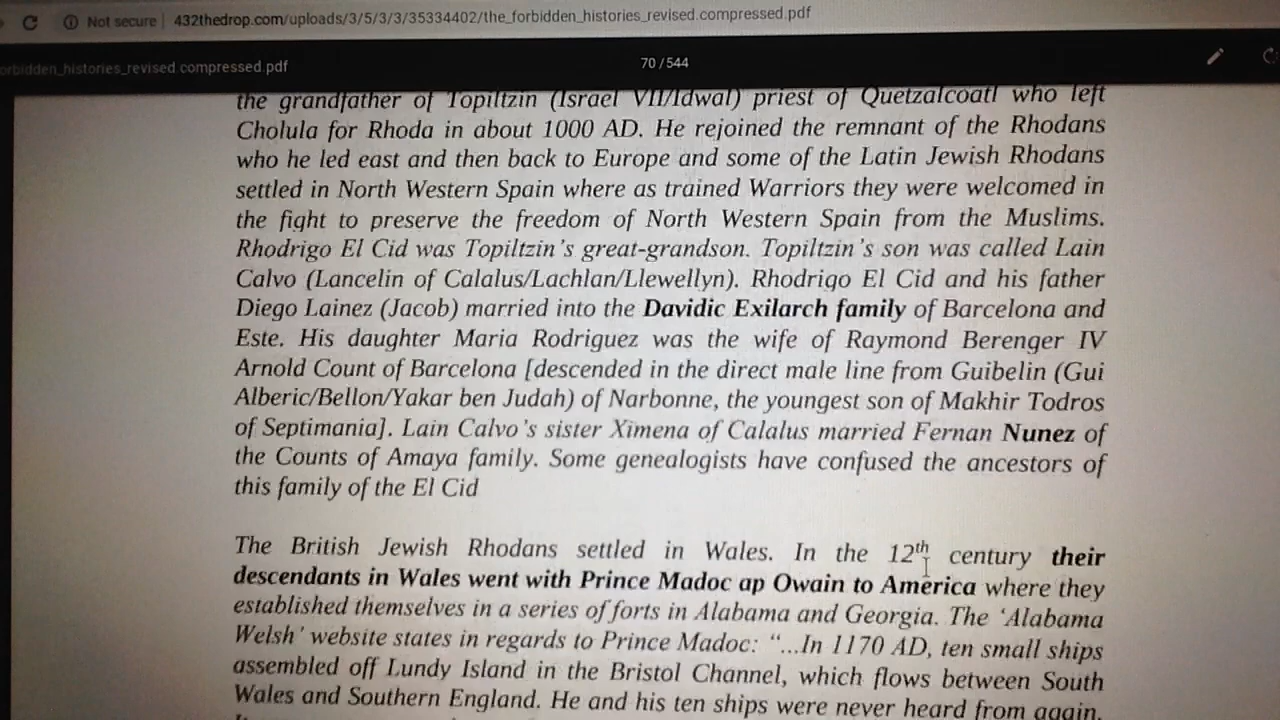 Not secure | 432thedrop.com/uploads/3/5/3/3/35334402/the_forbidden_histories_revised.compressed.pdf
orbidden_histories_revised.compressed.pdf
70 / 544
the grandfather of Topiltzin (Israel VII/Idwal) priest of Quetzalcoatl who left
Cholula for Rhoda in about 1000 AD. He rejoined the remnant of the Rhodans
who he led east and then back to Europe and some of the Latin Jewish Rhodans
settled in North Western Spain where as trained Warriors they were welcomed in
the fight to preserve the freedom of North Western Spain from the Muslims.
Rhodrigo El Cid was Topiltzin's great-grandson. Topiltzin's son was called Lain
Calvo (Lancelin of Calalus/Lachlan/Llewellyn). Rhodrigo El Cid and his father
Diego Lainez (Jacob) married into the Davidic Exilarch family of Barcelona and
Este. His daughter Maria Rodriguez was the wife of Raymond Berenger IV
Arnold Count of Barcelona [descended in the direct male line from Guibelin (Gui
Alberic/Bellon/Yakar ben Judah) of Narbonne, the youngest son of Makhir Todros
of Septimania]. Lain Calvo's sister Ximena of Calalus married Fernan Nunez of
the Counts of Amaya family. Some genealogists have confused the ancestors of
this family of the El Cid
The British Jewish Rhodans settled in Wales. In the 12th century their
descendants in Wales went with Prince Madoc ap Owain to America where they
established themselves in a series of forts in Alabama and Georgia. The 'Alabama
Welsh' website states in regards to Prince Madoc: "...In 1170 AD, ten small ships
assembled off Lundy Island in the Bristol Channel, which flows between South
Wales and Southern England. He and his ten ships were never heard from again.